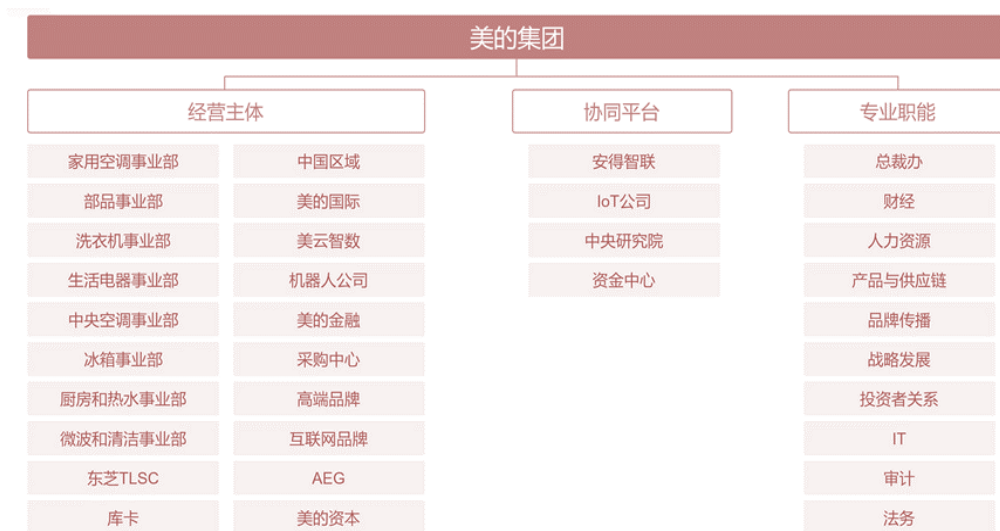 美的集团
经营主体
协同平台
专业职能
家用空调事业部
中国区域
安得智联
总裁办
部品事业部
美的国际
IoT公司
财经
洗衣机事业部
美云智数
中央研究院
人力资源
生活电器事业部
机器人公司
资金中心
产品与供应链
中央空调事业部
美的金融
品牌传播
冰箱事业部
采购中心
战略发展
厨房和热水事业部
高端品牌
投资者关系
微波和清洁事业部
互联网品牌
IT
东芝TLSC
AEG
审计
库卡
美的资本
法务